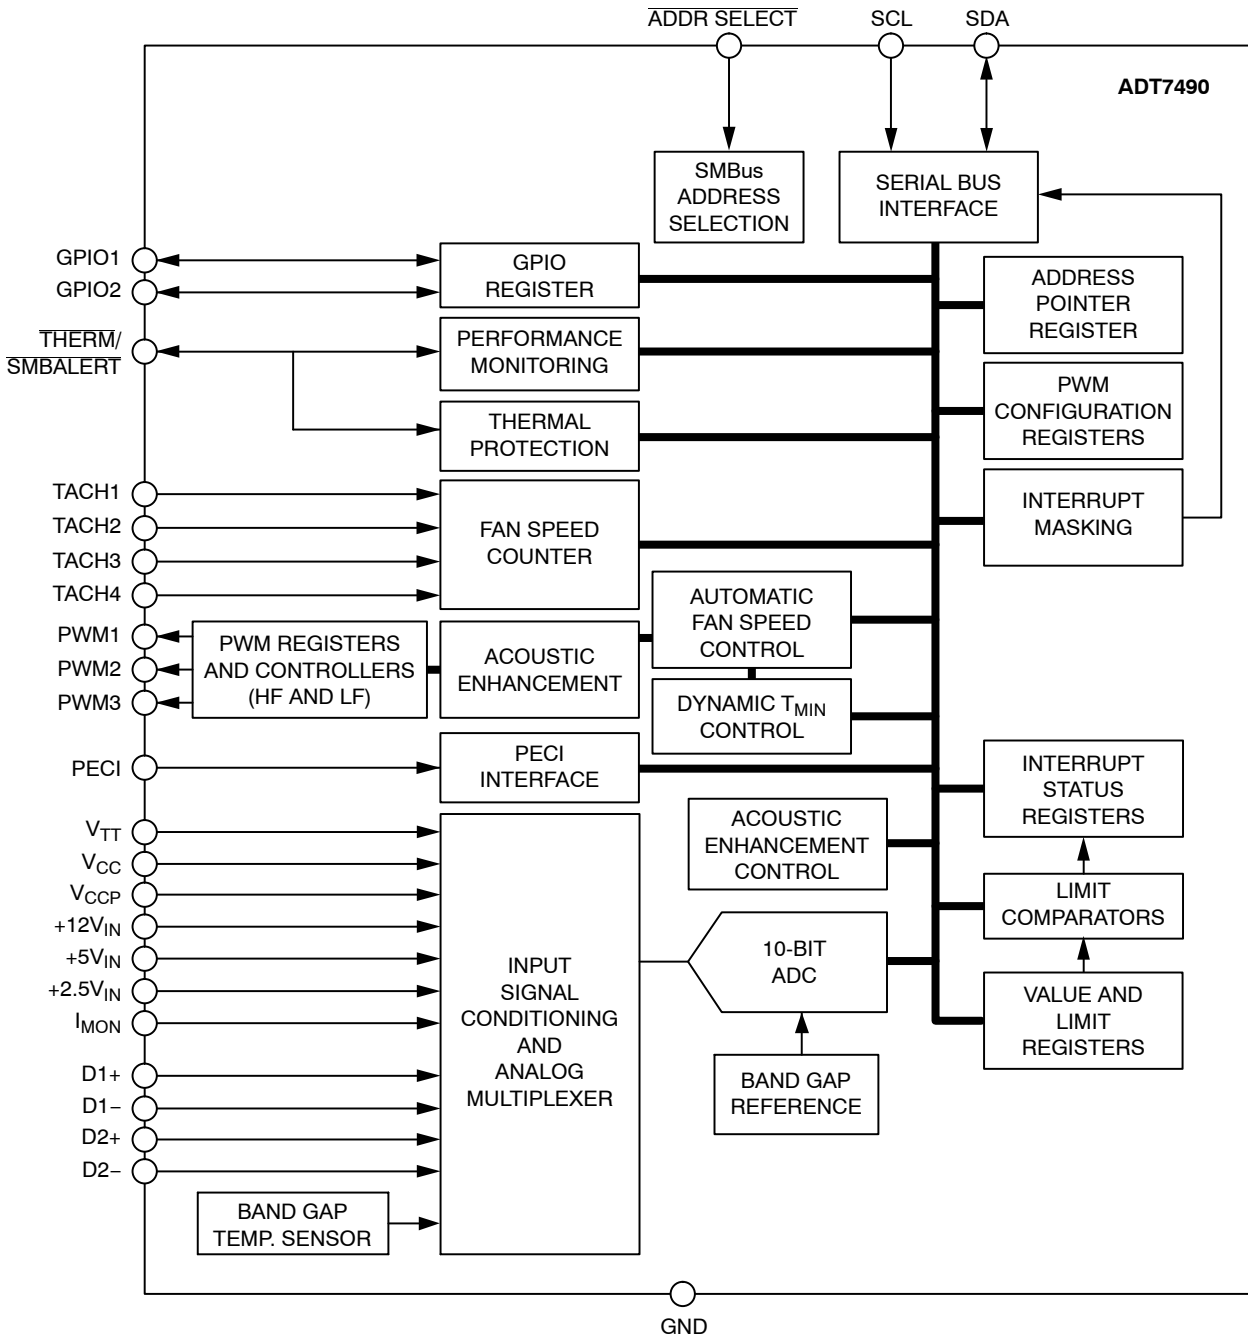 ADDR SELECT
SCL
SDA
ADT7490
SMBus
ADDRESS
SELECTION
SERIAL BUS
INTERFACE
GPIO1
GPIO2
GPIO
REGISTER
ADDRESS
POINTER
REGISTER
THERM/
SMBALERT
PERFORMANCE
MONITORING
PWM
CONFIGURATION
REGISTERS
THERMAL
PROTECTION
TACH1
TACH2
TACH3
TACH4
FAN SPEED
COUNTER
INTERRUPT
MASKING
AUTOMATIC
FAN SPEED
CONTROL
PWM1
PWM2
PWM3
PWM REGISTERS
AND CONTROLLERS
(HF AND LF)
ACOUSTIC
ENHANCEMENT
DYNAMIC TMIN
CONTROL
PECI
PECI
INTERFACE
INTERRUPT
STATUS
REGISTERS
ACOUSTIC
ENHANCEMENT
CONTROL
VTT
VCC
VCCP
+12VIN
+5VIN
+2.5VIN
IMON
D1+
D1−
D2+
D2−
INPUT
SIGNAL
CONDITIONING
AND
ANALOG
MULTIPLEXER
10-BIT
ADC
LIMIT
COMPARATORS
VALUE AND
LIMIT
REGISTERS
BAND GAP
REFERENCE
BAND GAP
TEMP. SENSOR
GND